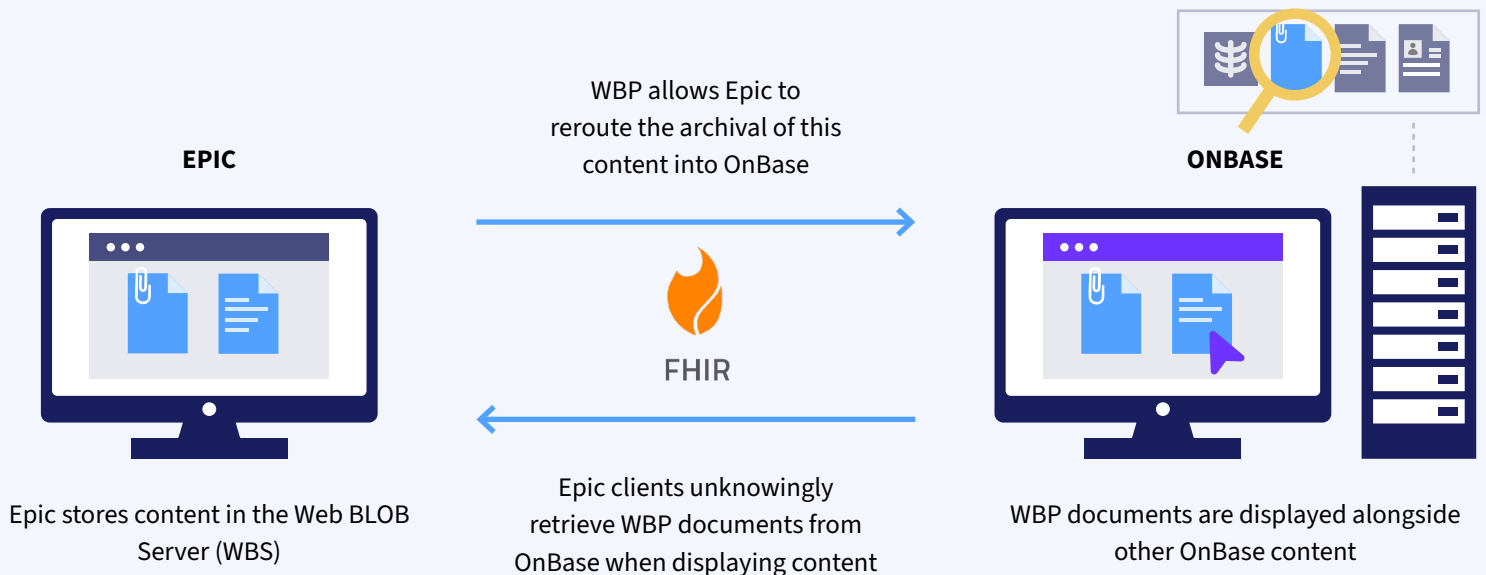 EPIC
Epic stores content in the Web BLOB
Server (WBS)
WBP allows Epic to
reroute the archival of this
content into OnBase
FHIR
Epic clients unknowingly
retrieve WBP documents from
OnBase when displaying content
ONBASE
WBP documents are displayed alongside
other OnBase content